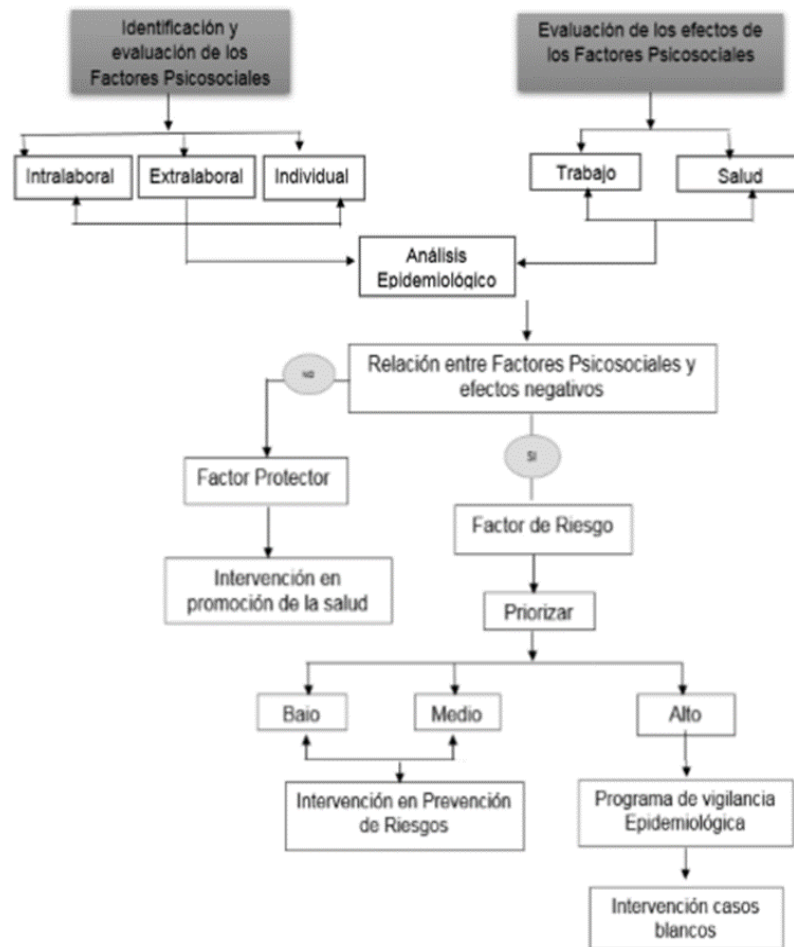 Identificación y
evaluación de los
Factores Psicosociales
Evaluación de los efectos de
los Factores Psicosociales
Intralaboral
Extralaboral
Individual
Trabajo
Salud
Análisis
Epidemiológico
Relación entre Factores Psicosociales y
efectos negativos
NO
SI
Factor Protector
Factor de Riesgo
Intervención en
promoción de la salud
Priorizar
Baio
Medio
Alto
Intervención en Prevención
de Riesgos
Programa de vigilancia
Epidemiológica
Intervención casos
blancos